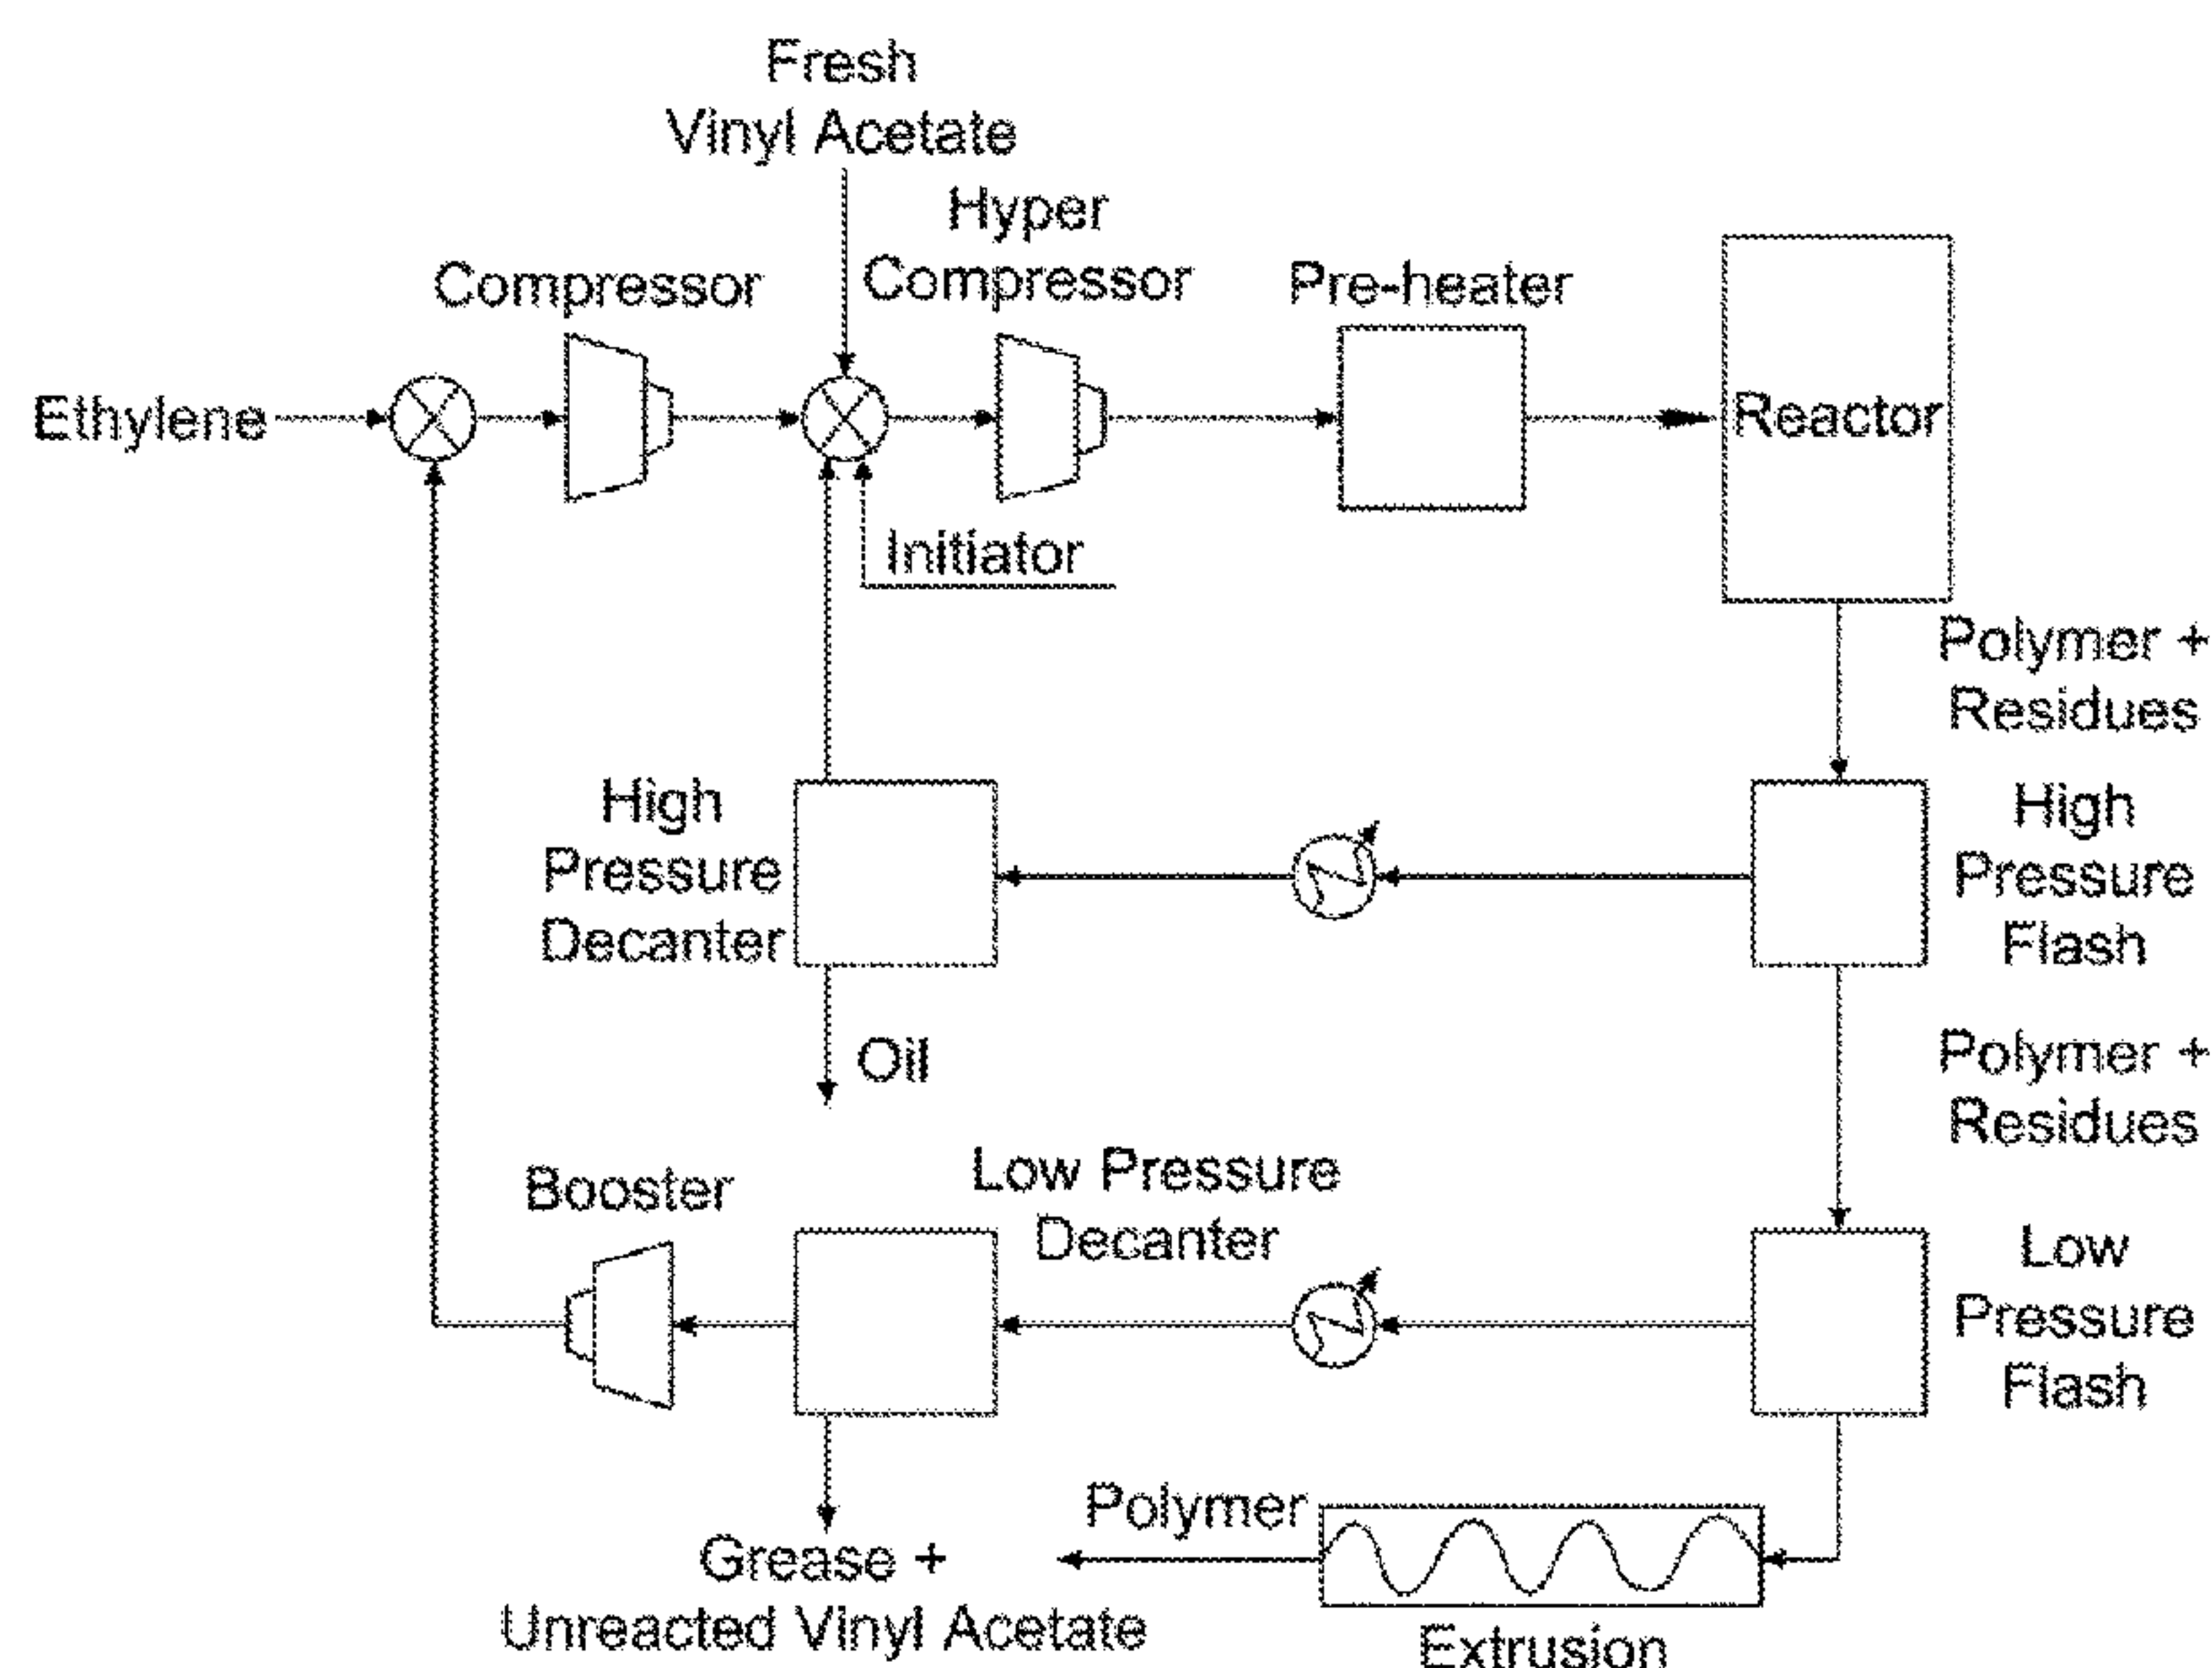 Fresh
Vinyl Acetate
Hyper
Compressor
Compressor
Pre-heater
Ethylene
Reactor
Initiator
Polymer +
Residues
High
Pressure
Decanter
High
Pressure
Flash
Oil
Polymer +
Residues
Booster
Low Pressure
Decanter
Low
Pressure
Flash
Polymer
Grease +
Unreacted Vinyl Acetate
Extrusion